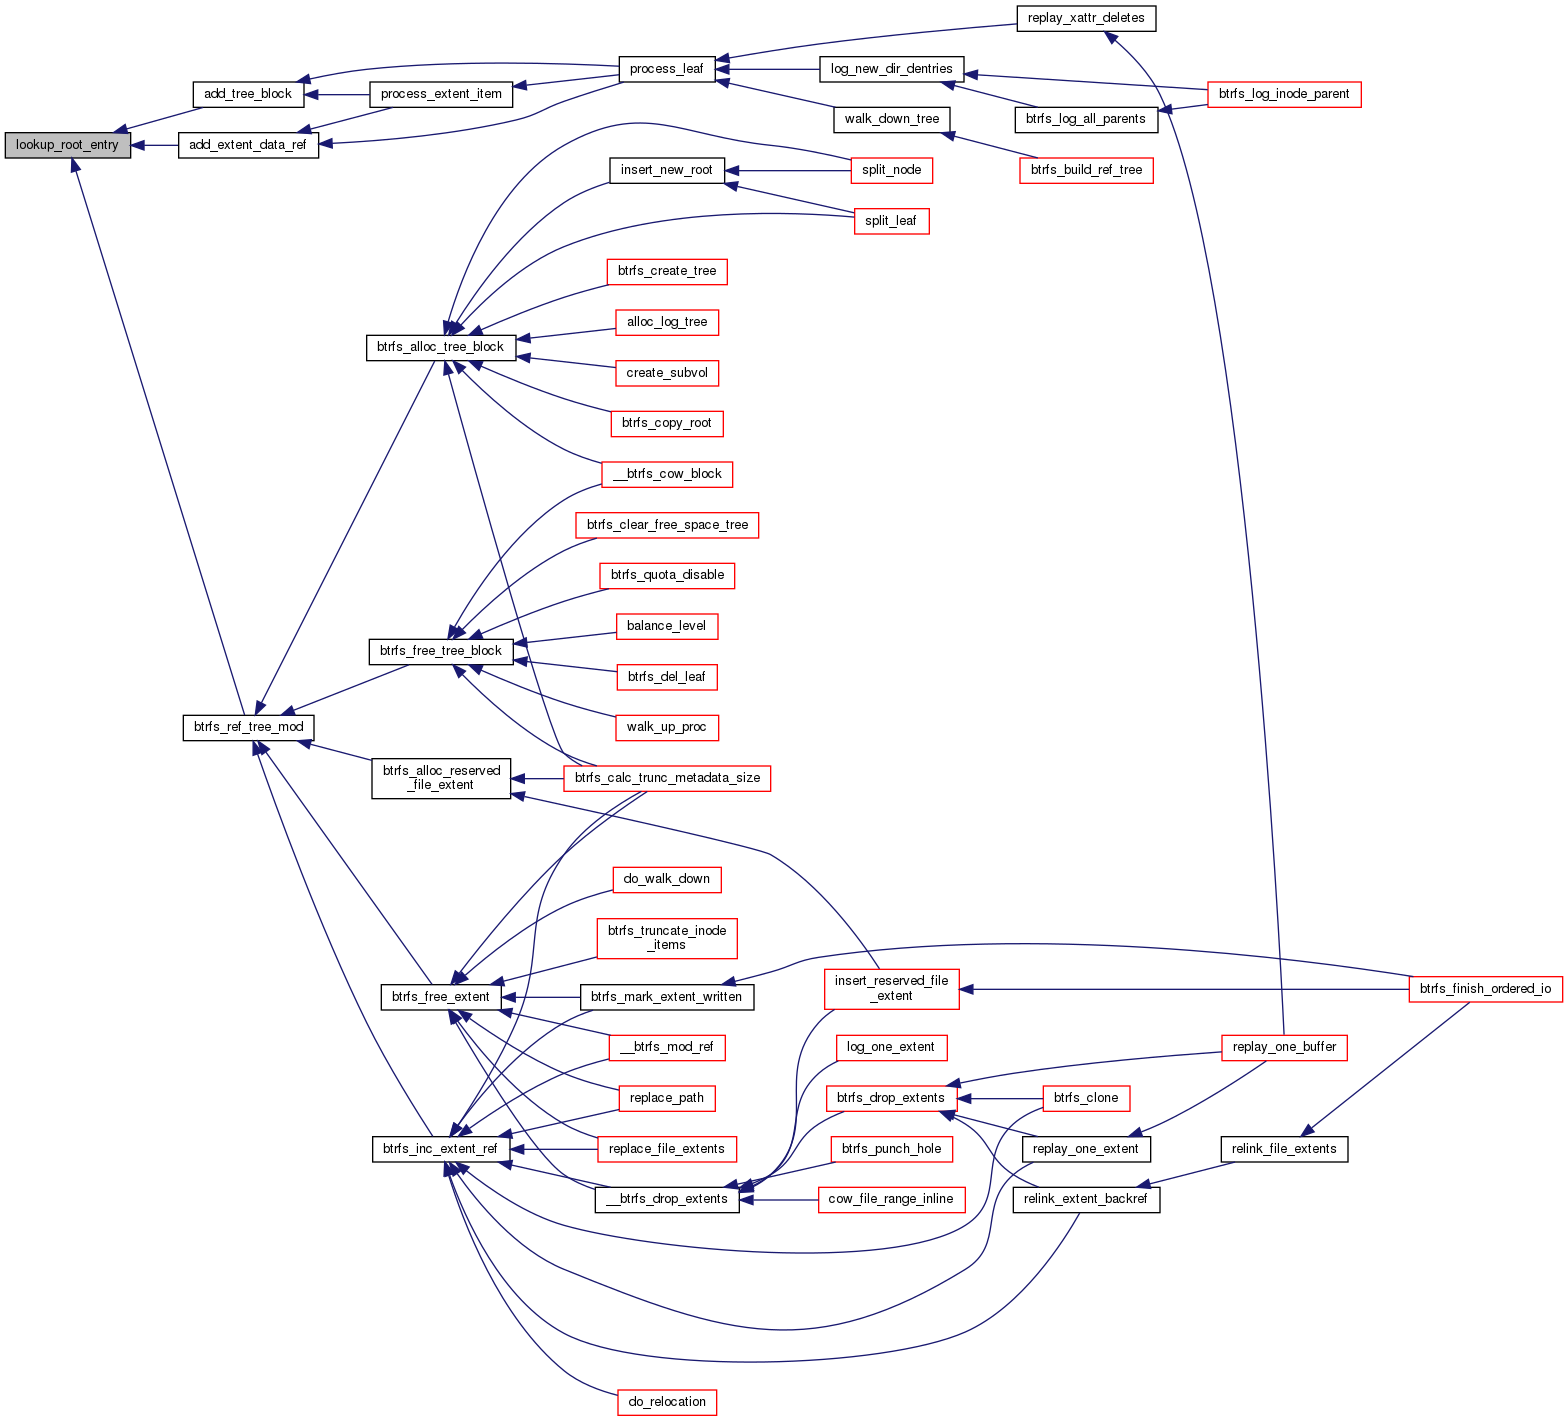 replay_xattr_deletes
process_leaf
log_new_dir_dentries
add_tree_block
process_extent_item
btrfs_log_inode_parent
walk_down_tree
btrfs_log_all_parents
lookup_root_entry
add_extent_data_ref
insert_new_root
split_node
btrfs_build_ref_tree
split_leaf
btrfs_create_tree
alloc_log_tree
btrfs_alloc_tree_block
create_subvol
btrfs_copy_root
__btrfs_cow_block
btrfs_clear_free_space_tree
btrfs_quota_disable
balance_level
btrfs_free_tree_block
btrfs_del_leaf
btrfs_ref_tree_mod
walk_up_proc
btrfs_alloc_reserved
_file_extent
btrfs_calc_trunc_metadata_size
do_walk_down
btrfs_truncate_inode
_items
btrfs_free_extent
btrfs_mark_extent_written
insert_reserved_file
_extent
btrfs_finish_ordered_io
__btrfs_mod_ref
log_one_extent
replay_one_buffer
replace_path
btrfs_drop_extents
btrfs_clone
btrfs_inc_extent_ref
replace_file_extents
btrfs_punch_hole
replay_one_extent
relink_file_extents
__btrfs_drop_extents
cow_file_range_inline
relink_extent_backref
do_relocation